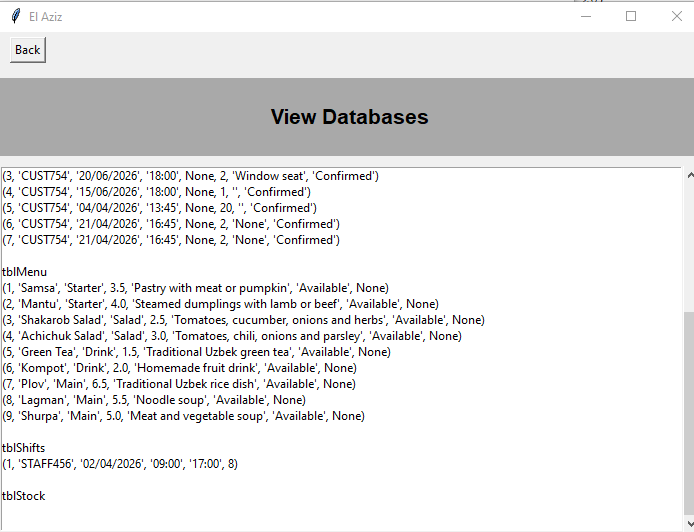 El Aziz
Back
View Databases
(3, 'CUST754', '20/06/2026', '18:00', None, 2, 'Window seat', 'Confirmed')
(4, 'CUST754', '15/06/2026', '18:00', None, 1, '', 'Confirmed')
(5, 'CUST754', '04/04/2026', '13:45', None, 20, '', 'Confirmed')
(6, 'CUST754', '21/04/2026', '16:45', None, 2, 'None', 'Confirmed')
(7, 'CUST754', '21/04/2026', '16:45', None, 2, 'None', 'Confirmed')
tblMenu
(1, 'Samsa', 'Starter', 3.5, 'Pastry with meat or pumpkin', 'Available', None)
(2, 'Mantu', 'Starter', 4.0, 'Steamed dumplings with lamb or beef', 'Available', None)
(3, 'Shakarob Salad', 'Salad', 2.5, 'Tomatoes, cucumber, onions and herbs', 'Available', None)
(4, 'Achichuk Salad', 'Salad', 3.0, 'Tomatoes, chili, onions and parsley', 'Available', None)
(5, 'Green Tea', 'Drink', 1.5, 'Traditional Uzbek green tea', 'Available', None)
(6, 'Kompot', 'Drink', 2.0, 'Homemade fruit drink', 'Available', None)
(7, 'Plov', 'Main', 6.5, 'Traditional Uzbek rice dish', 'Available', None)
(8, 'Lagman', 'Main', 5.5, 'Noodle soup', 'Available', None)
(9, 'Shurpa', 'Main', 5.0, 'Meat and vegetable soup', 'Available', None)
tblShifts
(1, 'STAFF456', '02/04/2026', '09:00', '17:00', 8)
tblStock